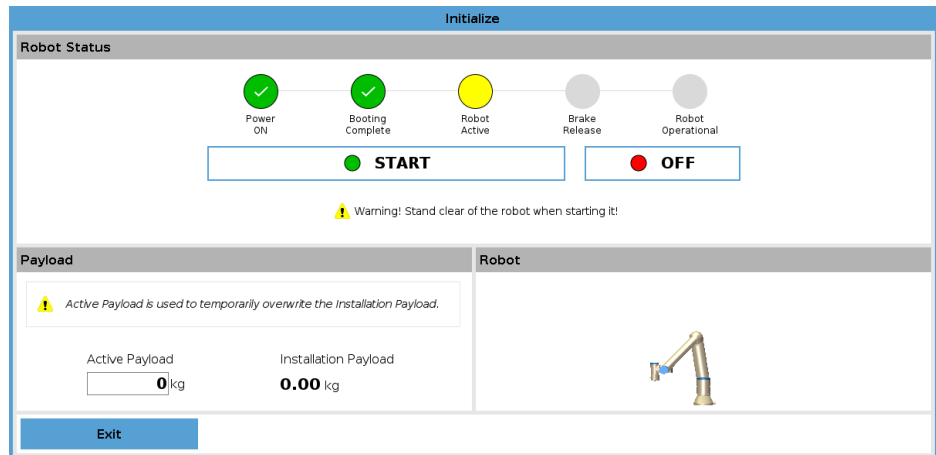 Initialize
Robot Status
Power
ON
Booting
Complete
Robot
Active
Brake
Release
Robot
Operational
START
OFF
Warning! Stand clear of the robot when starting it!
Payload
Robot
Active Payload is used to temporarily overwrite the Installation Payload.
Active Payload
Installation Payload
0 kg
0.00 kg
Exit